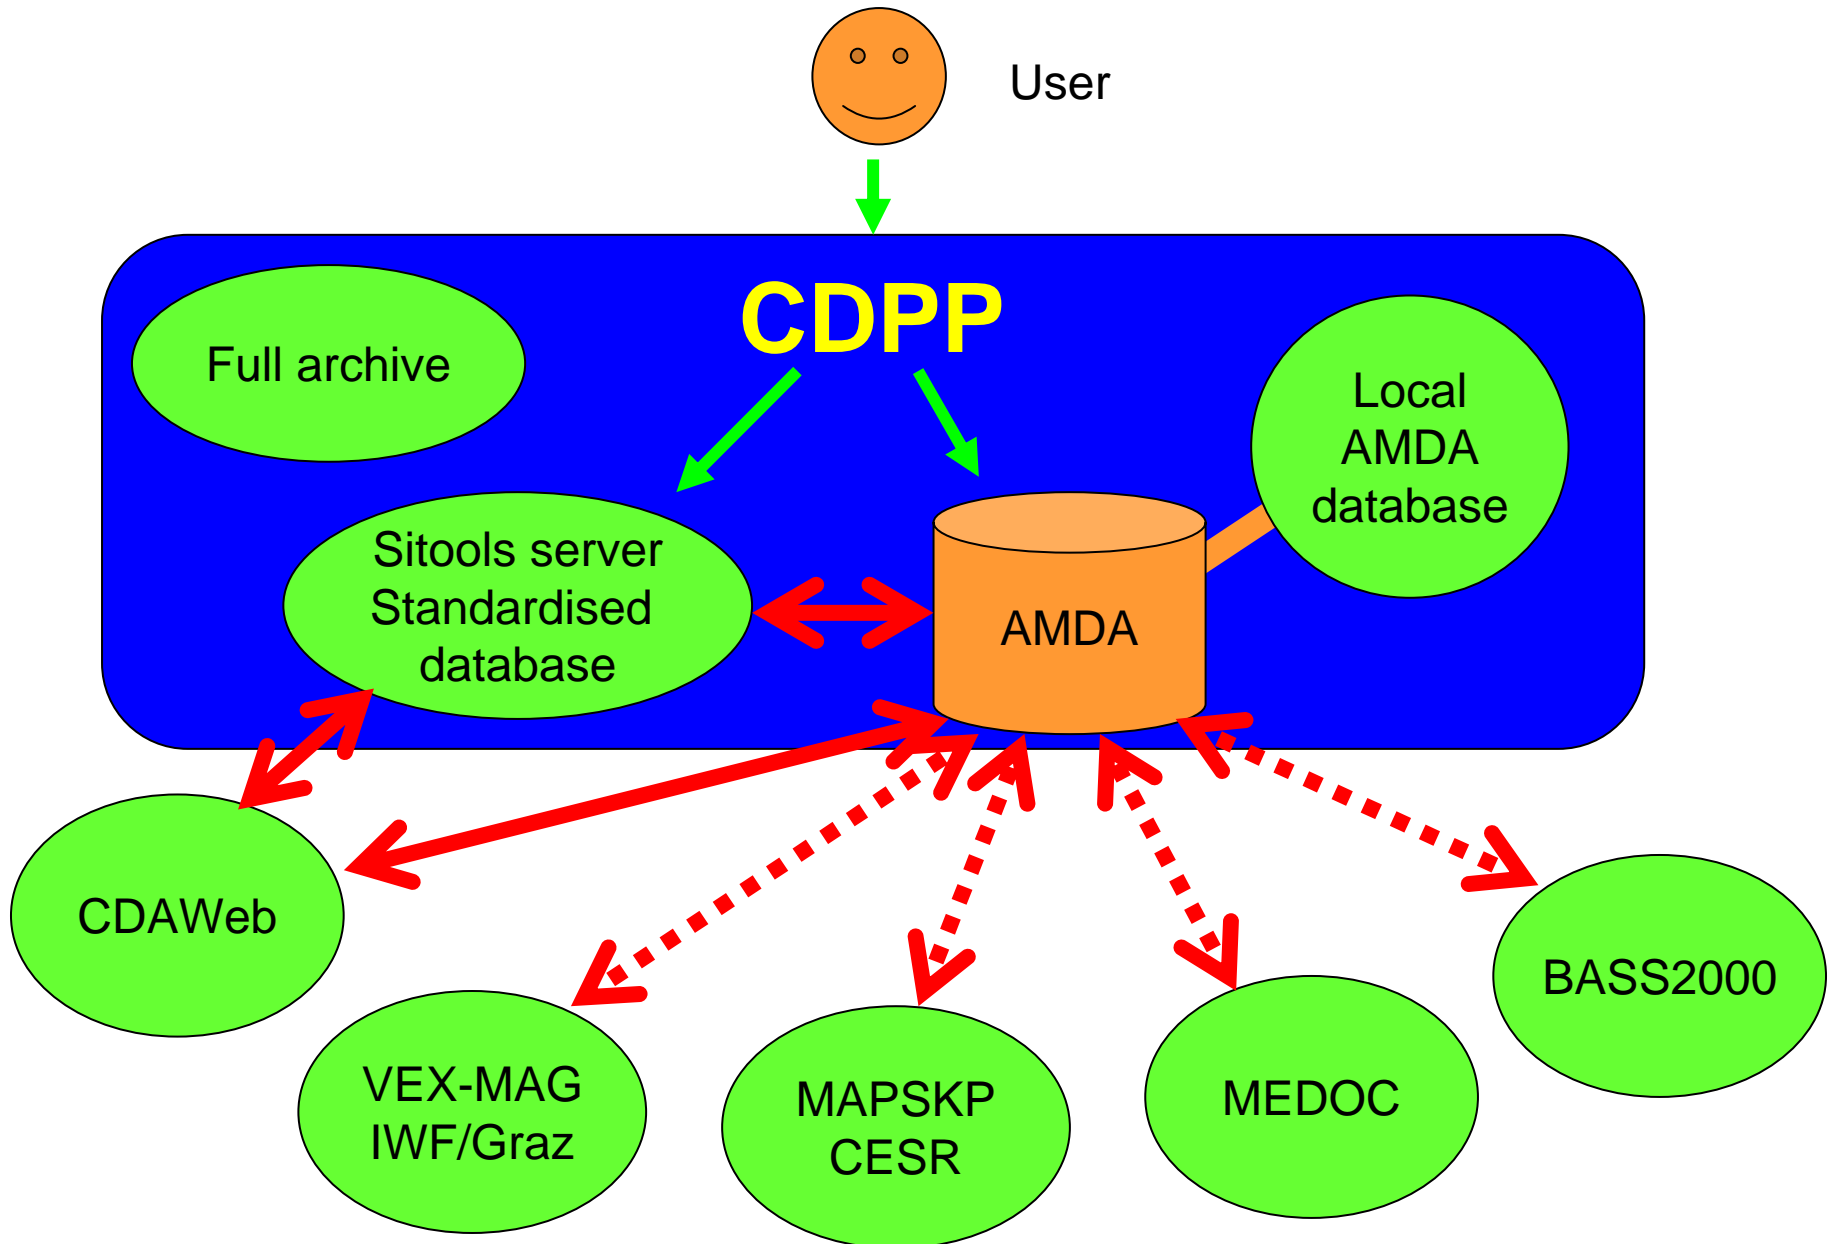 User
CDPP
Full archive
Local
AMDA
database
Sitools server
Standardised
database
AMDA
CDAWeb
BASS2000
VEX-MAG
IWF/Graz
MAPSKP
CESR
MEDOC